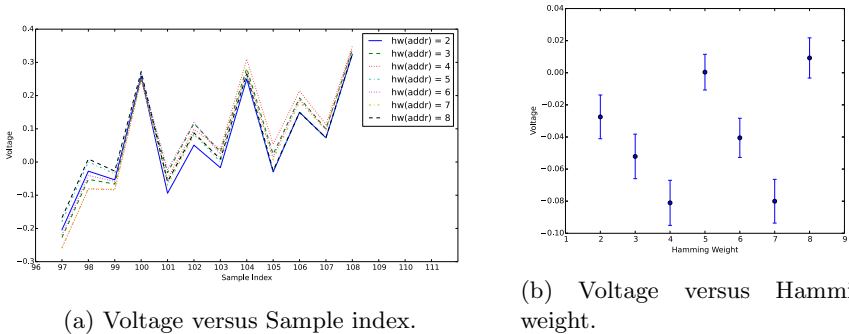 0.4
0.3
0.2
0.1
0.0
−0.1
−0.2
−0.3
Voltage
96 97 98 99 100 101 102 103 104 105 106 107 108 109 110 111
Sample Index
hw(addr) = 2
hw(addr) = 3
hw(addr) = 4
hw(addr) = 5
hw(addr) = 6
hw(addr) = 7
hw(addr) = 8
(a) Voltage versus Sample index.
0.04
0.02
0.00
−0.02
−0.04
−0.06
−0.08
−0.10
Voltage
1 2 3 4 5 6 7 8 9
Hamming Weight
(b) Voltage versus Hammi
weight.